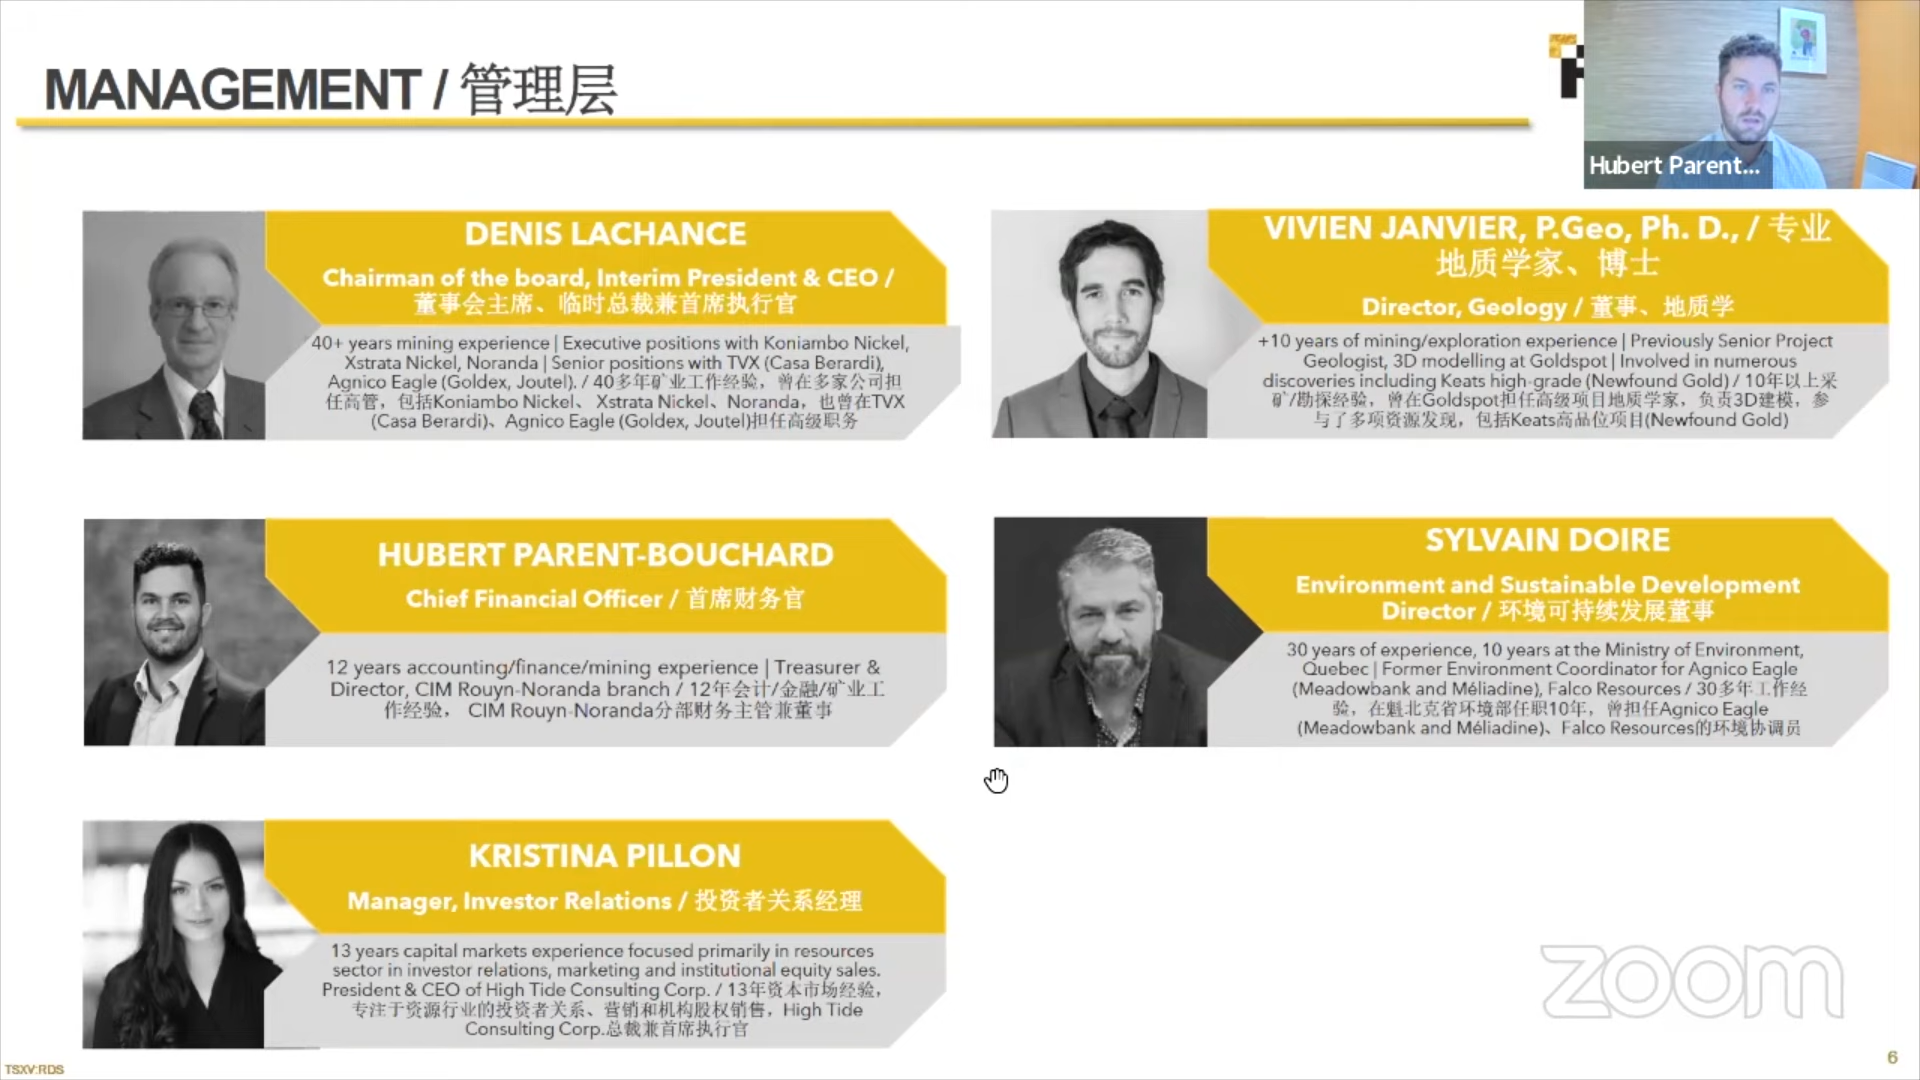 MANAGEMENT / 管理层
Hubert Parent...
DENIS LACHANCE
Chairman of the board, Interim President & CEO /
董事会主席、临时总裁兼首席执行官
40+ years mining experience | Executive positions with Koniambo Nickel,
Xstrata Nickel, Noranda | Senior positions with TVX (Casa Berardi),
Agnico Eagle (Goldex, Joutel). / 40多年矿业工作经验，曾在多家公司担
任高管，包括Koniambo Nickel、Xstrata Nickel、Noranda，也曾在TVX
(Casa Berardi)、Agnico Eagle (Goldex, Joutel)担任高级职务
VIVIEN JANVIER, P.Geo, Ph. D., / 专业
地质学家、博士
Director, Geology / 董事、地质学
+10 years of mining/exploration experience | Previously Senior Project
Geologist, 3D modelling at Goldspot | Involved in numerous
discoveries including Keats high-grade (Newfound Gold) / 10年以上采
矿/勘探经验，曾在Goldspot担任高级项目地质学家，负责3D建模，参
与了多项资源发现，包括Keats高品位项目(Newfound Gold)
HUBERT PARENT-BOUCHARD
Chief Financial Officer / 首席财务官
12 years accounting/finance/mining experience | Treasurer &
Director, CIM Rouyn-Noranda branch / 12年会计/金融/矿业工
作经验， CIM Rouyn-Noranda分部财务主管兼董事
SYLVAIN DOIRE
Environment and Sustainable Development
Director / 环境可持续发展董事
30 years of experience, 10 years at the Ministry of Environment,
Quebec | Former Environment Coordinator for Agnico Eagle
(Meadowbank and Méliadine), Falco Resources / 30多年工作经
验，在魁北克省环境部任职10年，曾担任Agnico Eagle
(Meadowbank and Méliadine)、Falco Resources的环境协调员
KRISTINA PILLON
Manager, Investor Relations / 投资者关系经理
13 years capital markets experience focused primarily in resources
sector in investor relations, marketing and institutional equity sales.
President & CEO of High Tide Consulting Corp. / 13年资本市场经验，
专注于资源行业的投资者关系、营销和机构股权销售，High Tide
Consulting Corp.总裁兼首席执行官
zoom
TSXV:RDS
6